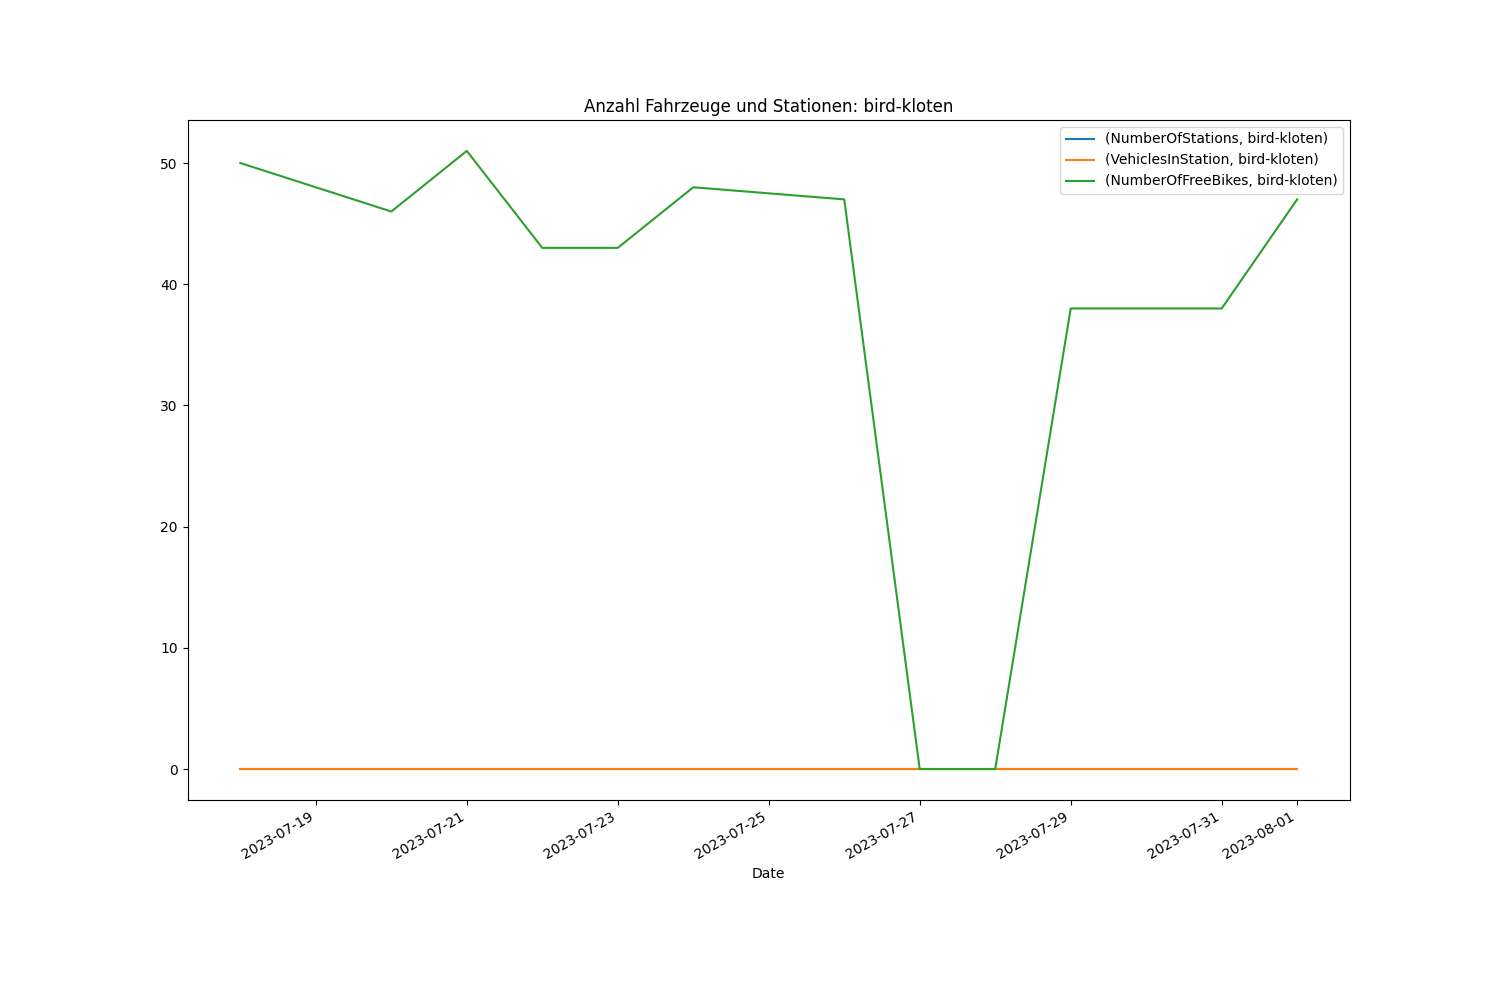 Anzahl Fahrzeuge und Stationen: bird-kloten
(NumberOfStations, bird-kloten)
(VehiclesInStation, bird-kloten)
(NumberOfFreeBikes, bird-kloten)
50
40
30
20
10
0
2023-07-19
2023-07-21
2023-07-23
2023-07-25
2023-07-27
2023-07-29
2023-07-31
2023-08-01
Date